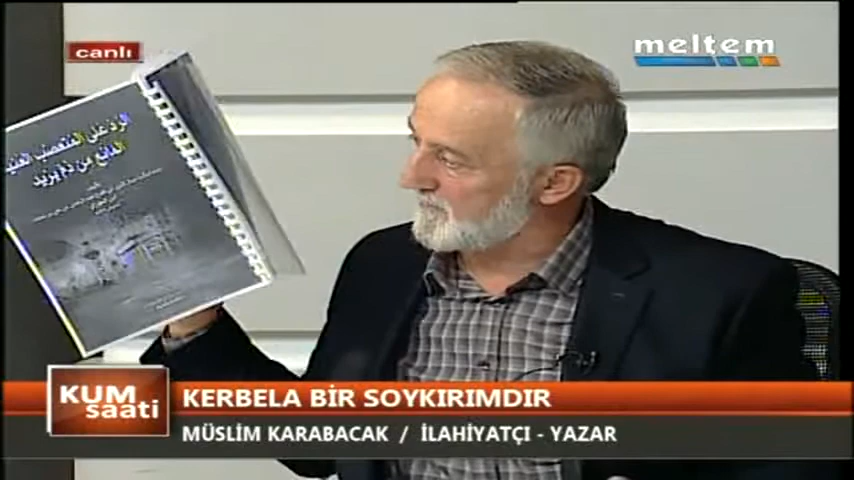 canlı
meltem
الرد على المتعصب العنيد
المانع من ذم يزيد
KUM
saati
KERBELA BİR SOYKIRIMDIR
MÜSLİM KARABACAK / İLAHİYATÇI - YAZAR